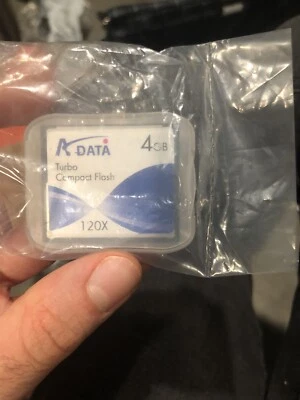 A DATA
4GB
Turbo
Compact Flash
120X